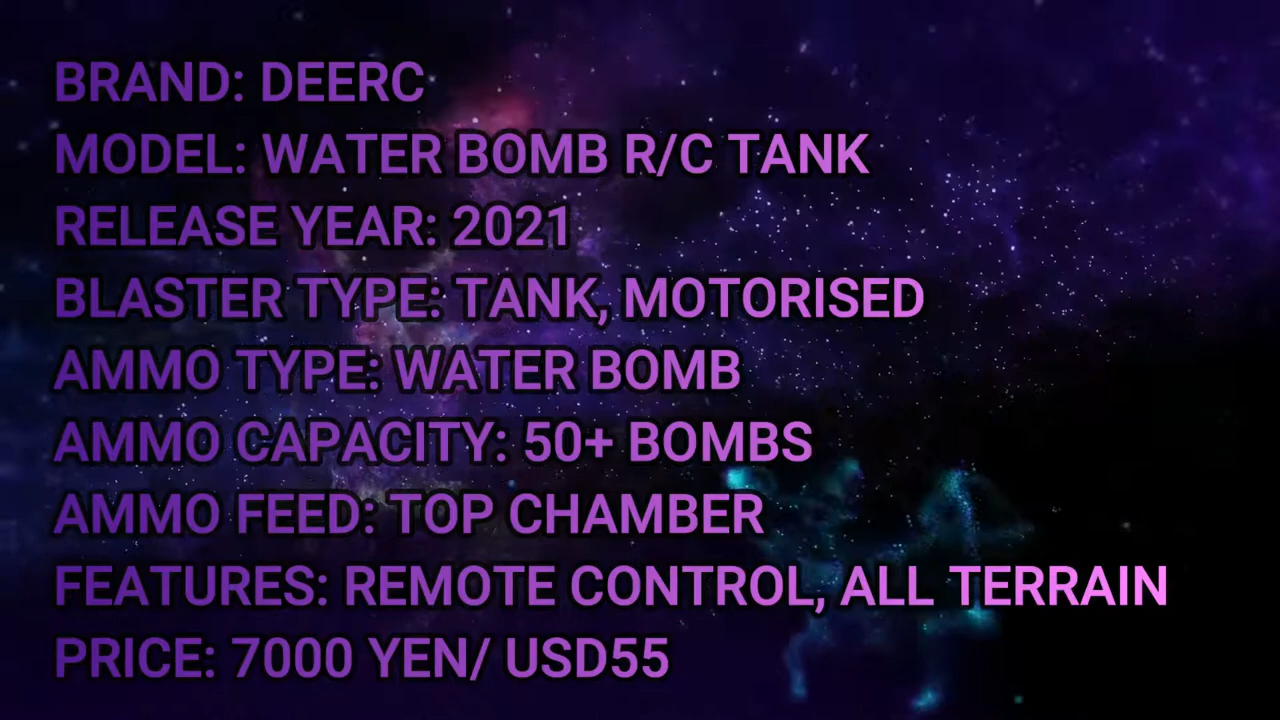 BRAND: DEERC
MODEL: WATER BOMB R/C TANK
RELEASE YEAR: 2021
BLASTER TYPE: TANK, MOTORISED
AMMO TYPE: WATER BOMB
AMMO CAPACITY: 50+ BOMBS
AMMO FEED: TOP CHAMBER
FEATURES: REMOTE CONTROL, ALL TERRAIN
PRICE: 7000 YEN/ USD55